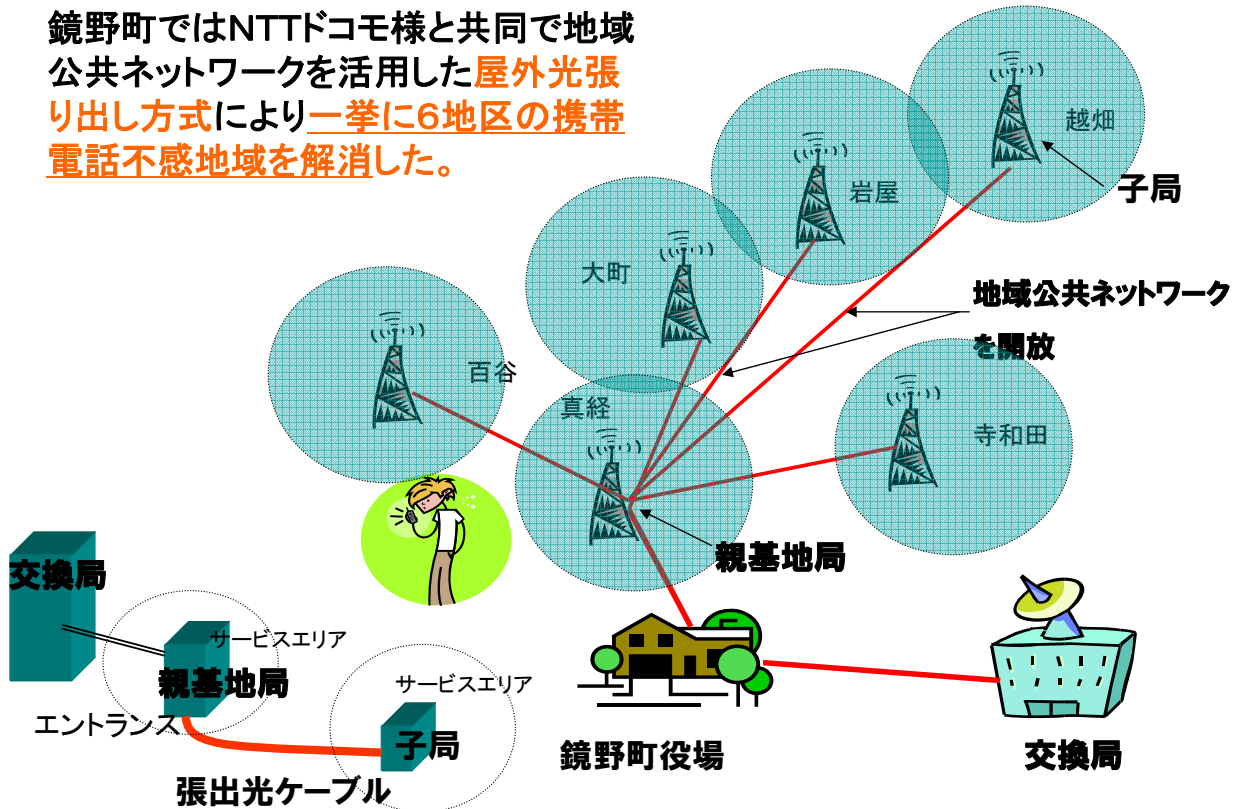 鏡野町ではNTTドコモ様と共同で地域
公共ネットワークを活用した屋外光張
り出し方式により一挙に6地区の携帯
電話不感地域を解消した。
越畑
子局
岩屋
大町
地域公共ネットワーク
を開放
百谷
真経
寺和田
親基地局
交換局
サービスエリア
親基地局
サービスエリア
エントランス
子局
張出光ケーブル
鏡野町役場
交換局